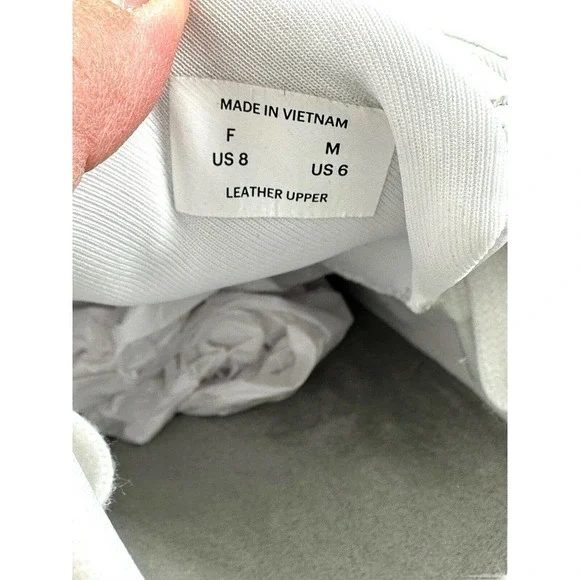 MADE IN VIETNAM
F M
US 8 US 6
LEATHER UPPER